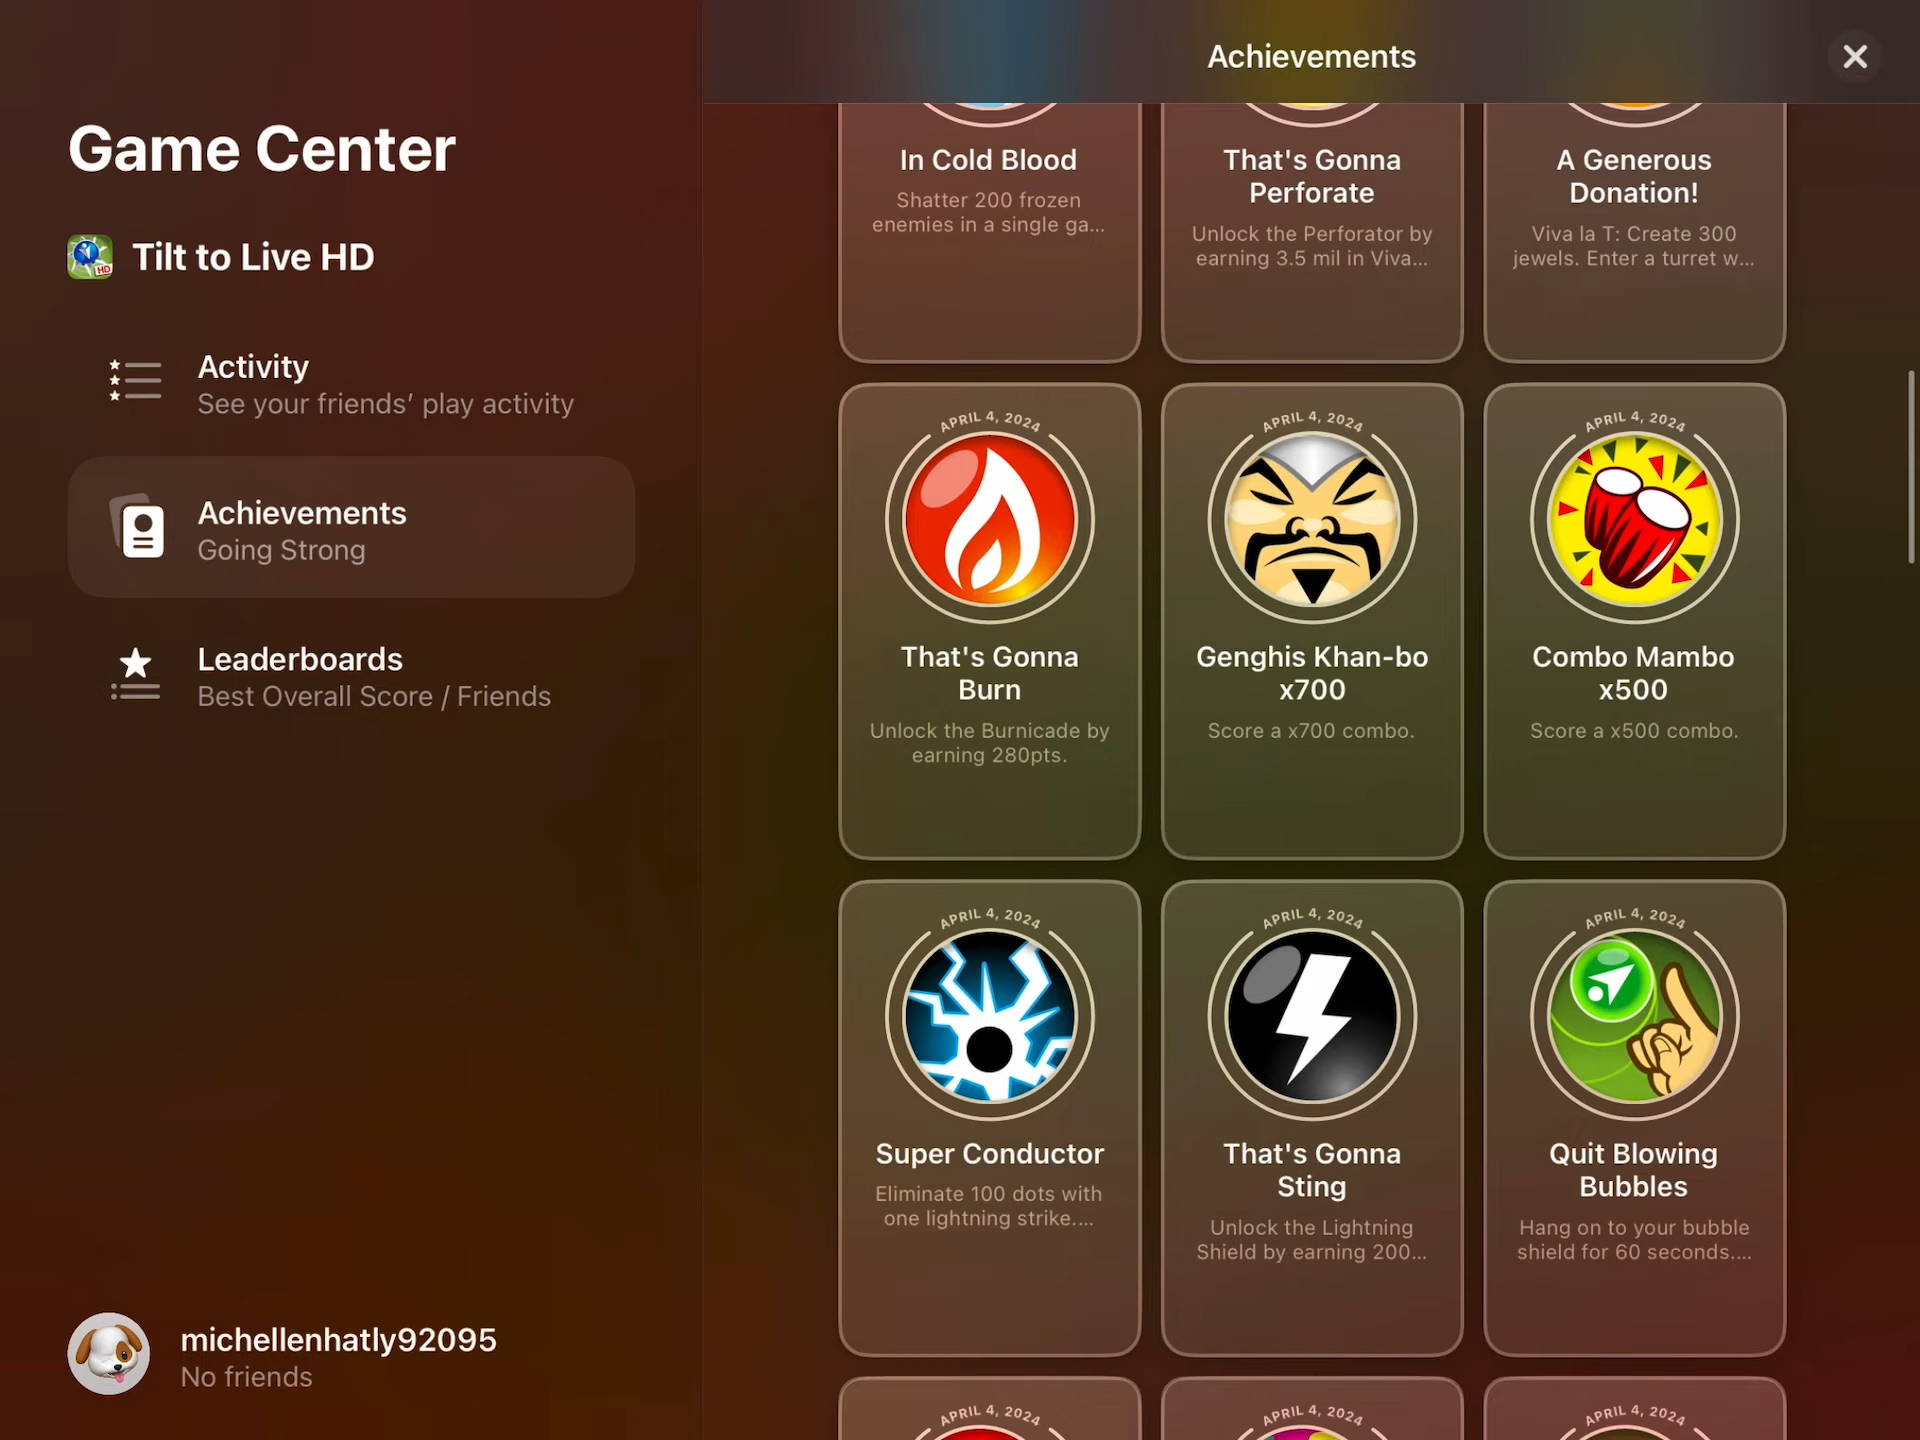 Achievements
Game Center
Tilt to Live HD
HD
Activity
See your friends’ play activity
Achievements
Going Strong
Leaderboards
Best Overall Score / Friends
michellenhatly92095
No friends
In Cold Blood
Shatter 200 frozen
enemies in a single ga...
That's Gonna
Perforate
Unlock the Perforator by
earning 3.5 mil in Viva...
A Generous
Donation!
Viva la T: Create 300
jewels. Enter a turret w...
APRIL 4, 2024
That's Gonna
Burn
Unlock the Burnicade by
earning 280pts.
APRIL 4, 2024
Genghis Khan-bo
x700
Score a x700 combo.
APRIL 4, 2024
Combo Mambo
x500
Score a x500 combo.
APRIL 4, 2024
Super Conductor
Eliminate 100 dots with
one lightning strike....
APRIL 4, 2024
That's Gonna
Sting
Unlock the Lightning
Shield by earning 200...
APRIL 4, 2024
Quit Blowing
Bubbles
Hang on to your bubble
shield for 60 seconds....
APRIL 4, 2024
APRIL 4, 2024
APRIL 4, 2024